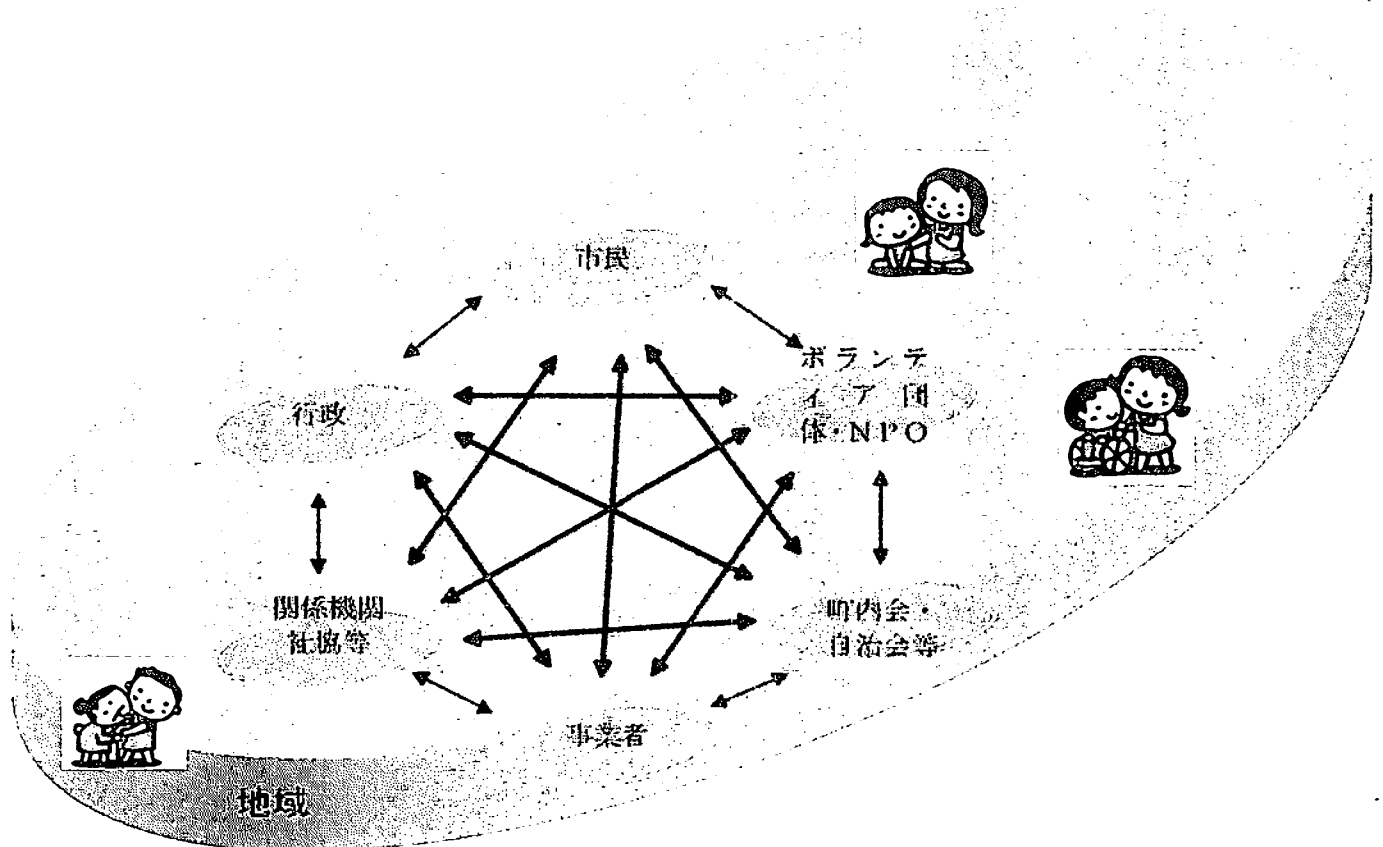 市民
行政
ボランテ
ィア団
体・NPO
関係機関
社協等
町内会・
自治会等
事業者
地域